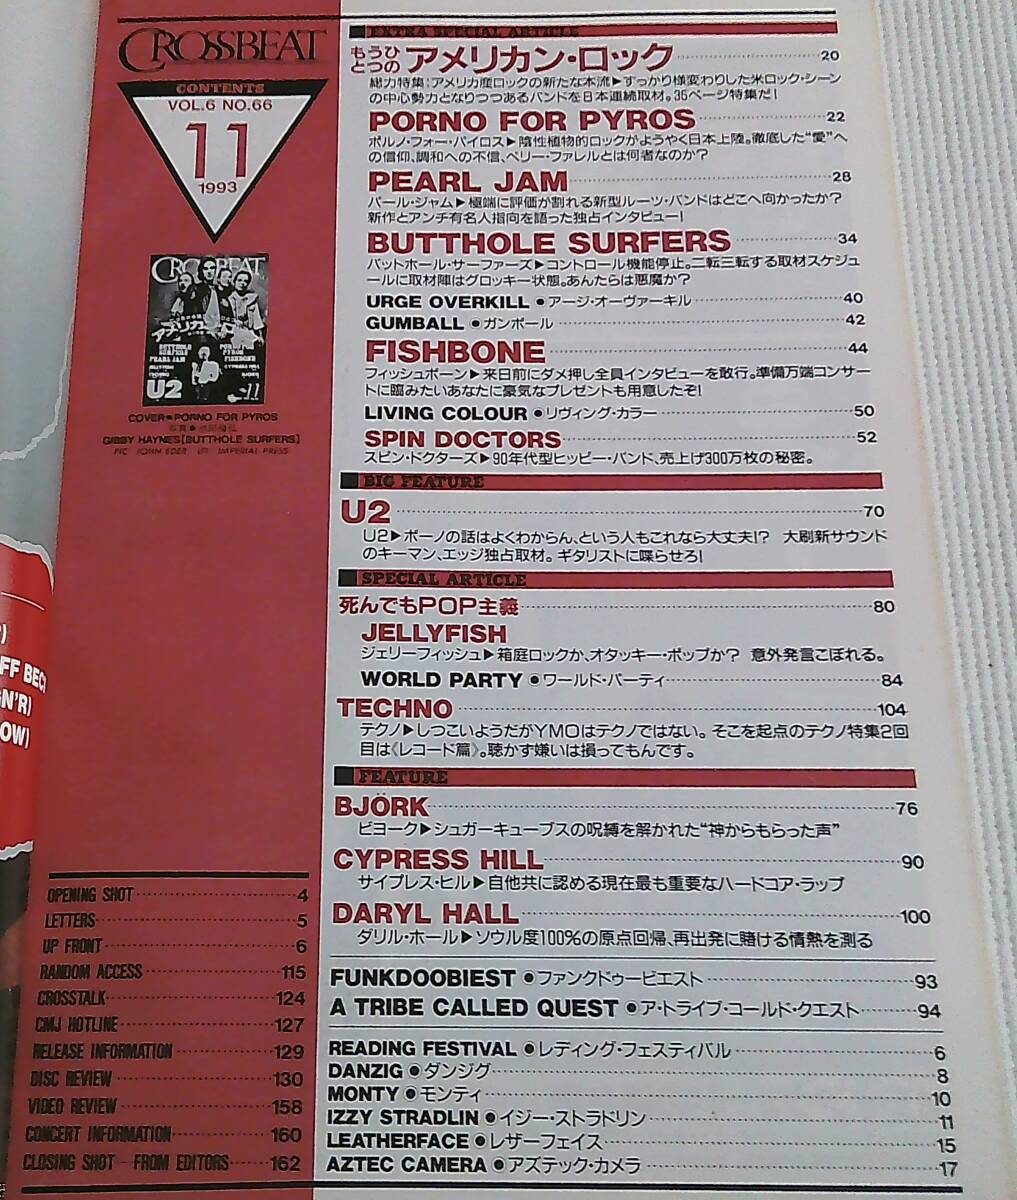 CROSSBEAT
CONTENTS
VOL.6 NO.66
11
1993
CROSSBEAT
アメリカン・ロック
BUTTHOLE SURFERS
PORNO FOR PYROS
PEARL JAM
FISHBONE
JELLYFISH
CYPRESS HILL
TECHNO
U2
11
COVER●PORNO FOR PYROS
GIBBY HAYNES【BUTTHOLE SURFERS】
PIC JOHN EDER IMPERIAL PRESS
FF BECK
GN'R)
OW)
OPENING SHOT 4
LETTERS 5
UP FRONT 6
RANDOM ACCESS 115
CROSSTALK 124
CMJ HOTLINE 127
RELEASE INFORMATION 129
DISC REVIEW 130
VIDEO REVIEW 158
CONCERT INFORMATION 160
CLOSING SHOT – FROM EDITORS 162
EXTRA SPECIAL ARTICLE
もうひとつの アメリカン・ロック 20
総力特集:アメリカ産ロックの新たな本流▶すっかり様変わりした米ロック・シーン
の中心勢力となりつつあるバンドを日本連続取材。35ページ特集だ!
PORNO FOR PYROS 22
ポルノ・フォー・パイロス▶陰性植物的ロックがようやく日本上陸。徹底した“愛”へ
の信仰、調和への不信、ペリー・ファレルとは何者なのか?
PEARL JAM 28
パール・ジャム▶極端に評価が割れる新型ルーツ・バンドはどこへ向かったか?
新作とアンチ有名人指向を語った独占インタビュー!
BUTTHOLE SURFERS 34
バットホール・サーファーズ▶コントロール機能停止。二転三転する取材スケジュ
ールに取材陣はグロッキー状態。あんたらは悪魔か?
URGE OVERKILL ●アージ・オーヴァーキル 40
GUMBALL ●ガンボール 42
FISHBONE 44
フィッシュボーン▶来日前にダメ押し全員インタビューを敢行。準備万端コンサー
トに臨みたいあなたに豪気なプレゼントも用意したぞ!
LIVING COLOUR ●リヴィング・カラー 50
SPIN DOCTORS 52
スピン・ドクターズ▶90年代型ヒッピー・バンド、売上げ300万枚の秘密。
BIG FEATURE
U2 70
U2▶ボーノの話はよくわからん、という人もこれなら大丈夫!? 大刷新サウンド
のキーマン、エッジ独占取材。ギタリストに喋らせろ!
SPECIAL ARTICLE
死んでもPOP主義 80
JELLYFISH
ジェリーフィッシュ▶箱庭ロックか、オタッキー・ポップか? 意外発言こぼれる。
WORLD PARTY ●ワールド・パーティ 84
TECHNO 104
テクノ▶しつこいようだがYMOはテクノではない。そこを起点のテクノ特集2回
目は《レコード篇》。聴かず嫌いは損ってもんです。
FEATURE
BJÖRK 76
ビヨーク▶シュガーキューブスの呪縛を解かれた“神からもらった声”
CYPRESS HILL 90
サイプレス・ヒル▶自他共に認める現在最も重要なハードコア・ラップ
DARYL HALL 100
ダリル・ホール▶ソウル度100%の原点回帰、再出発に賭ける情熱を測る
FUNKDOOBIEST ●ファンクドゥービエスト 93
A TRIBE CALLED QUEST ●ア・トライブ・コールド・クエスト 94
READING FESTIVAL ●レディング・フェスティバル 6
DANZIG ●ダンジグ 8
MONTY ●モンティ 10
IZZY STRADLIN ●イジー・ストラドリン 11
LEATHERFACE ●レザーフェイス 15
AZTEC CAMERA ●アズテック・カメラ 17